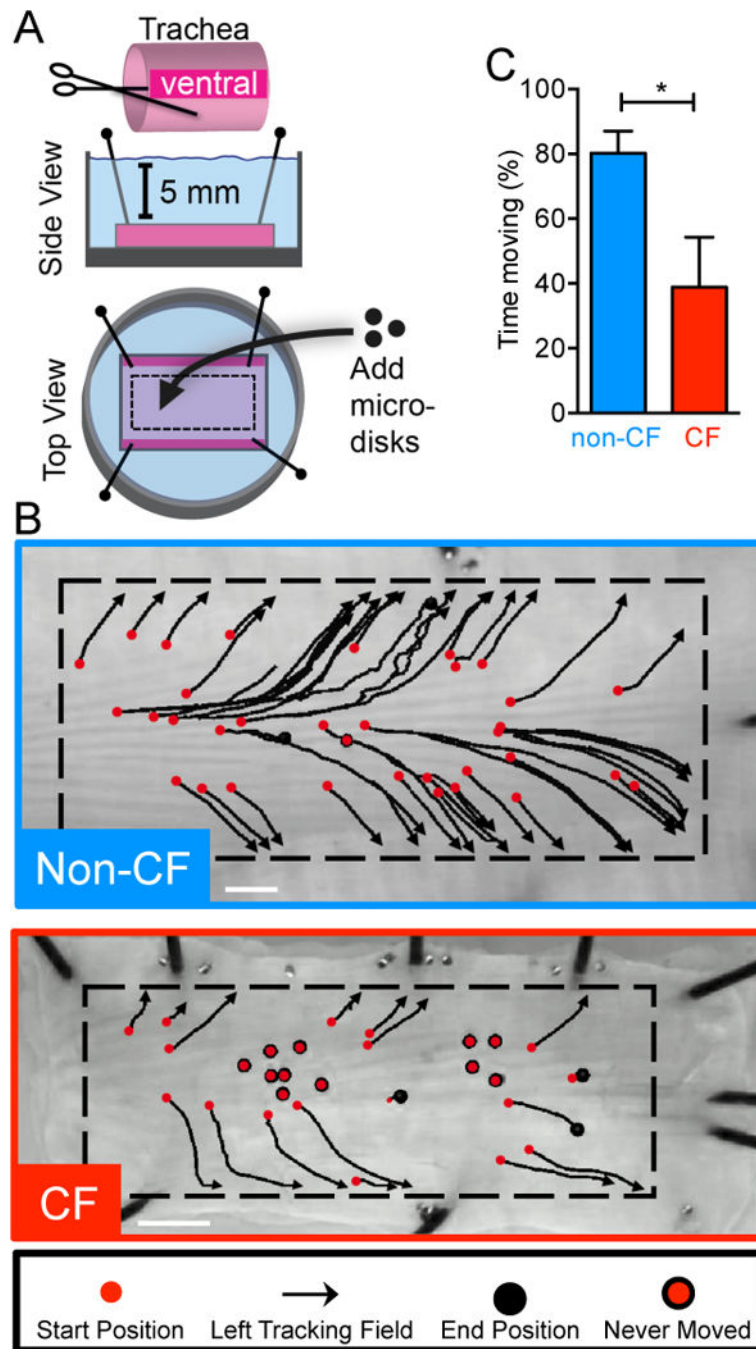 A
Trachea
ventral
Side View
5 mm
Top View
Add
micro-
disks
C
Time moving (%)
100
80
60
40
20
0
*
non-CF
CF
B
Non-CF
CF
Start Position
Left Tracking Field
End Position
Never Moved